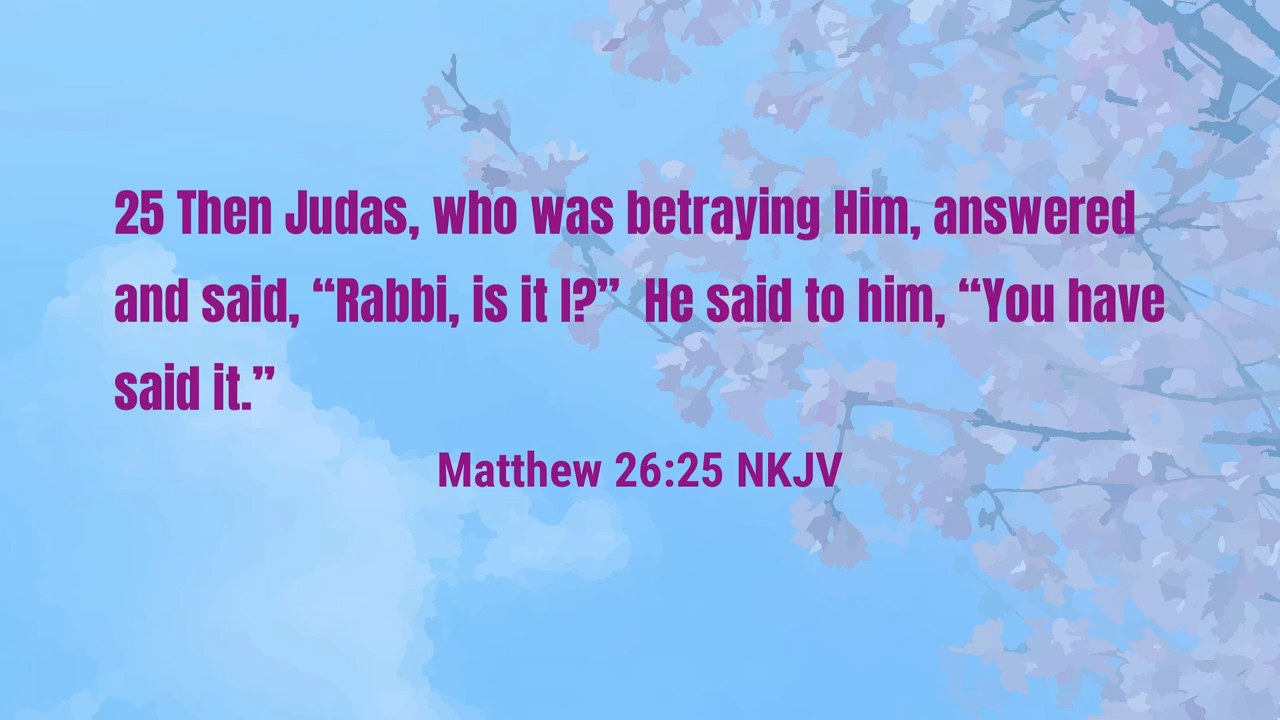 25 Then Judas, who was betraying Him, answered
and said, “Rabbi, is it I?”  He said to him, “You have
said it.”
Matthew 26:25 NKJV